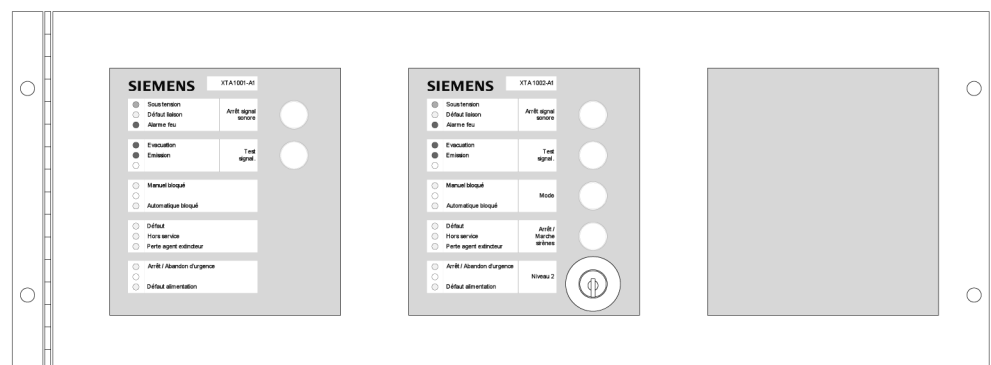 SIEMENS XTA1001-A1
Sous tension
Défaut liaison
Alarme feu
Arrêt signal
sonore
Evacuation
Emission
Test
signal.
Manuel bloqué
Automatique bloqué
Défaut
Hors service
Perte agent extincteur
Arrêt / Abandon d'urgence
Défaut alimentation
SIEMENS XTA1002-A1
Sous tension
Défaut liaison
Alarme feu
Arrêt signal
sonore
Evacuation
Emission
Test
signal.
Manuel bloqué
Automatique bloqué
Mode
Défaut
Hors service
Perte agent extincteur
Arrêt /
Marche
sirènes
Arrêt / Abandon d'urgence
Défaut alimentation
Niveau 2